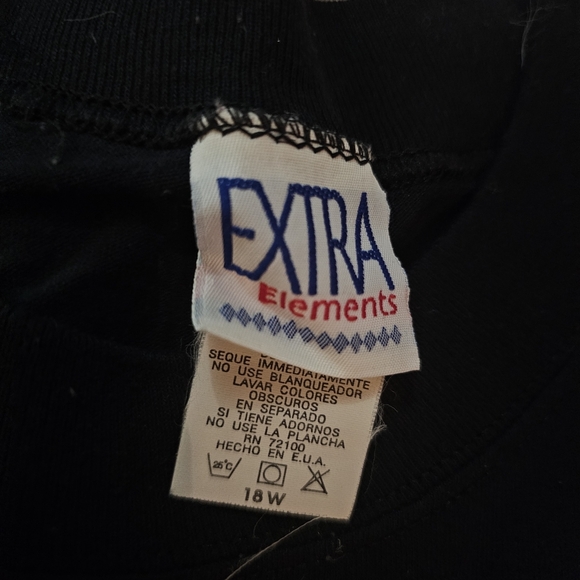 EXTRA
Elements
SEQUE IMMEDIATAMENTE
NO USE BLANQUEADOR
LAVAR COLORES
OBSCUROS
EN SEPARADO
SI TIENE ADORNOS
NO USE LA PLANCHA
RN 72100
HECHO EN E.U.A.
25°C
18W